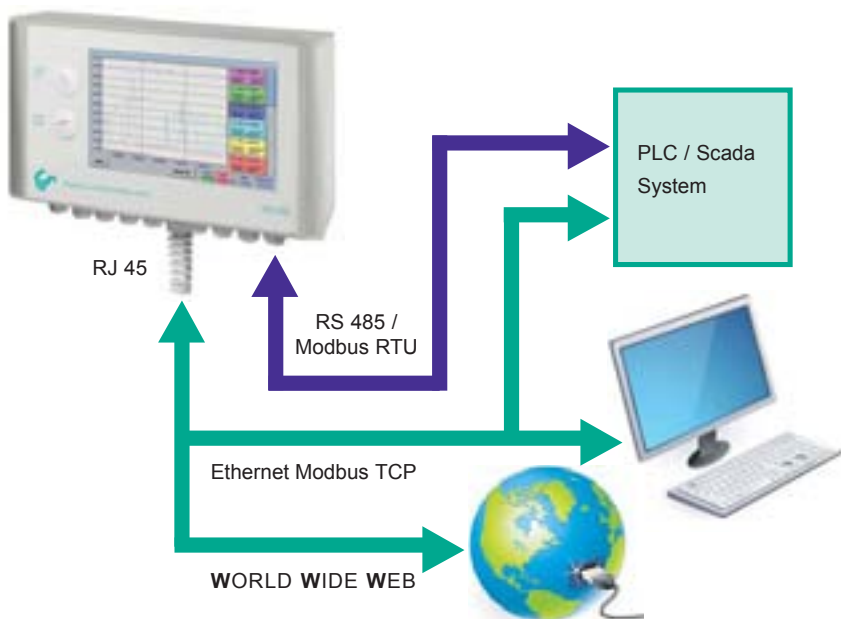 PLC / Scada
System
RJ 45
RS 485 /
Modbus RTU
Ethernet Modbus TCP
WORLD WIDE WEB